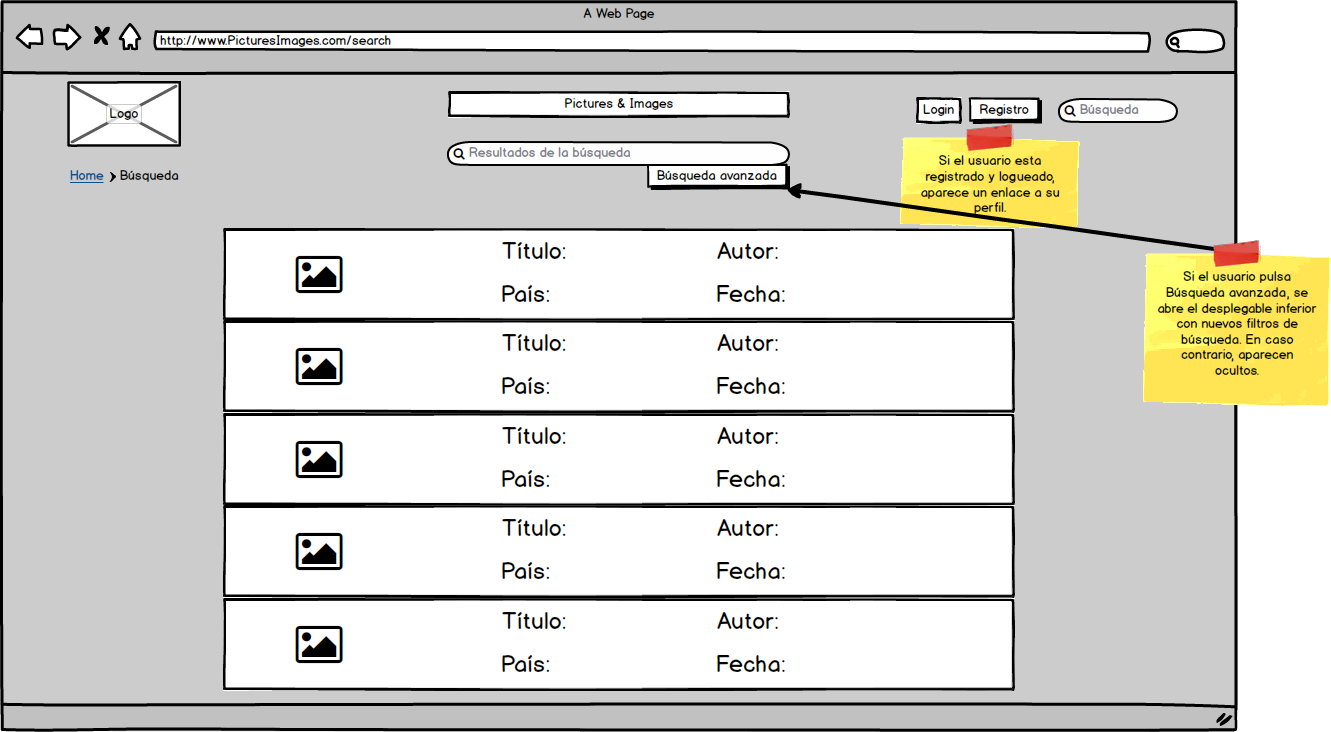 A Web Page
http://www.PicturesImages.com/search
Logo
Pictures & Images
Login
Registro
Búsqueda
Resultados de la búsqueda
Búsqueda avanzada
Home
Búsqueda
Si el usuario esta
registrado y logueado,
aparece un enlace a su
perfil.
Si el usuario pulsa
Búsqueda avanzada, se
abre el desplegable inferior
con nuevos filtros de
búsqueda. En caso
contrario, aparecen
ocultos.
Título: Autor:
País: Fecha:
Título: Autor:
País: Fecha:
Título: Autor:
País: Fecha:
Título: Autor:
País: Fecha:
Título: Autor:
País: Fecha: